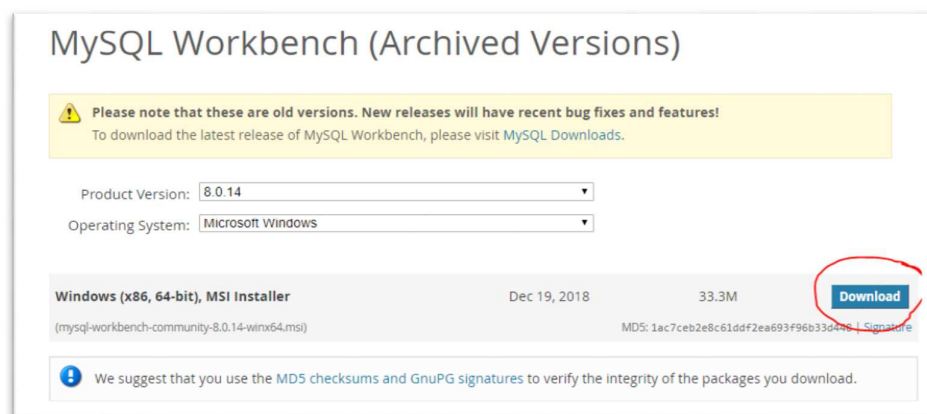 MySQL Workbench (Archived Versions)
Please note that these are old versions. New releases will have recent bug fixes and features!
To download the latest release of MySQL Workbench, please visit MySQL Downloads.
Product Version: 8.0.14
Operating System: Microsoft Windows
Windows (x86, 64-bit), MSI Installer Dec 19, 2018 33.3M Download
(mysql-workbench-community-8.0.14-winx64.msi) MD5: 1ac7ceb2e8c61ddf2ea693f96b33d448 | Signature
We suggest that you use the MD5 checksums and GnuPG signatures to verify the integrity of the packages you download.